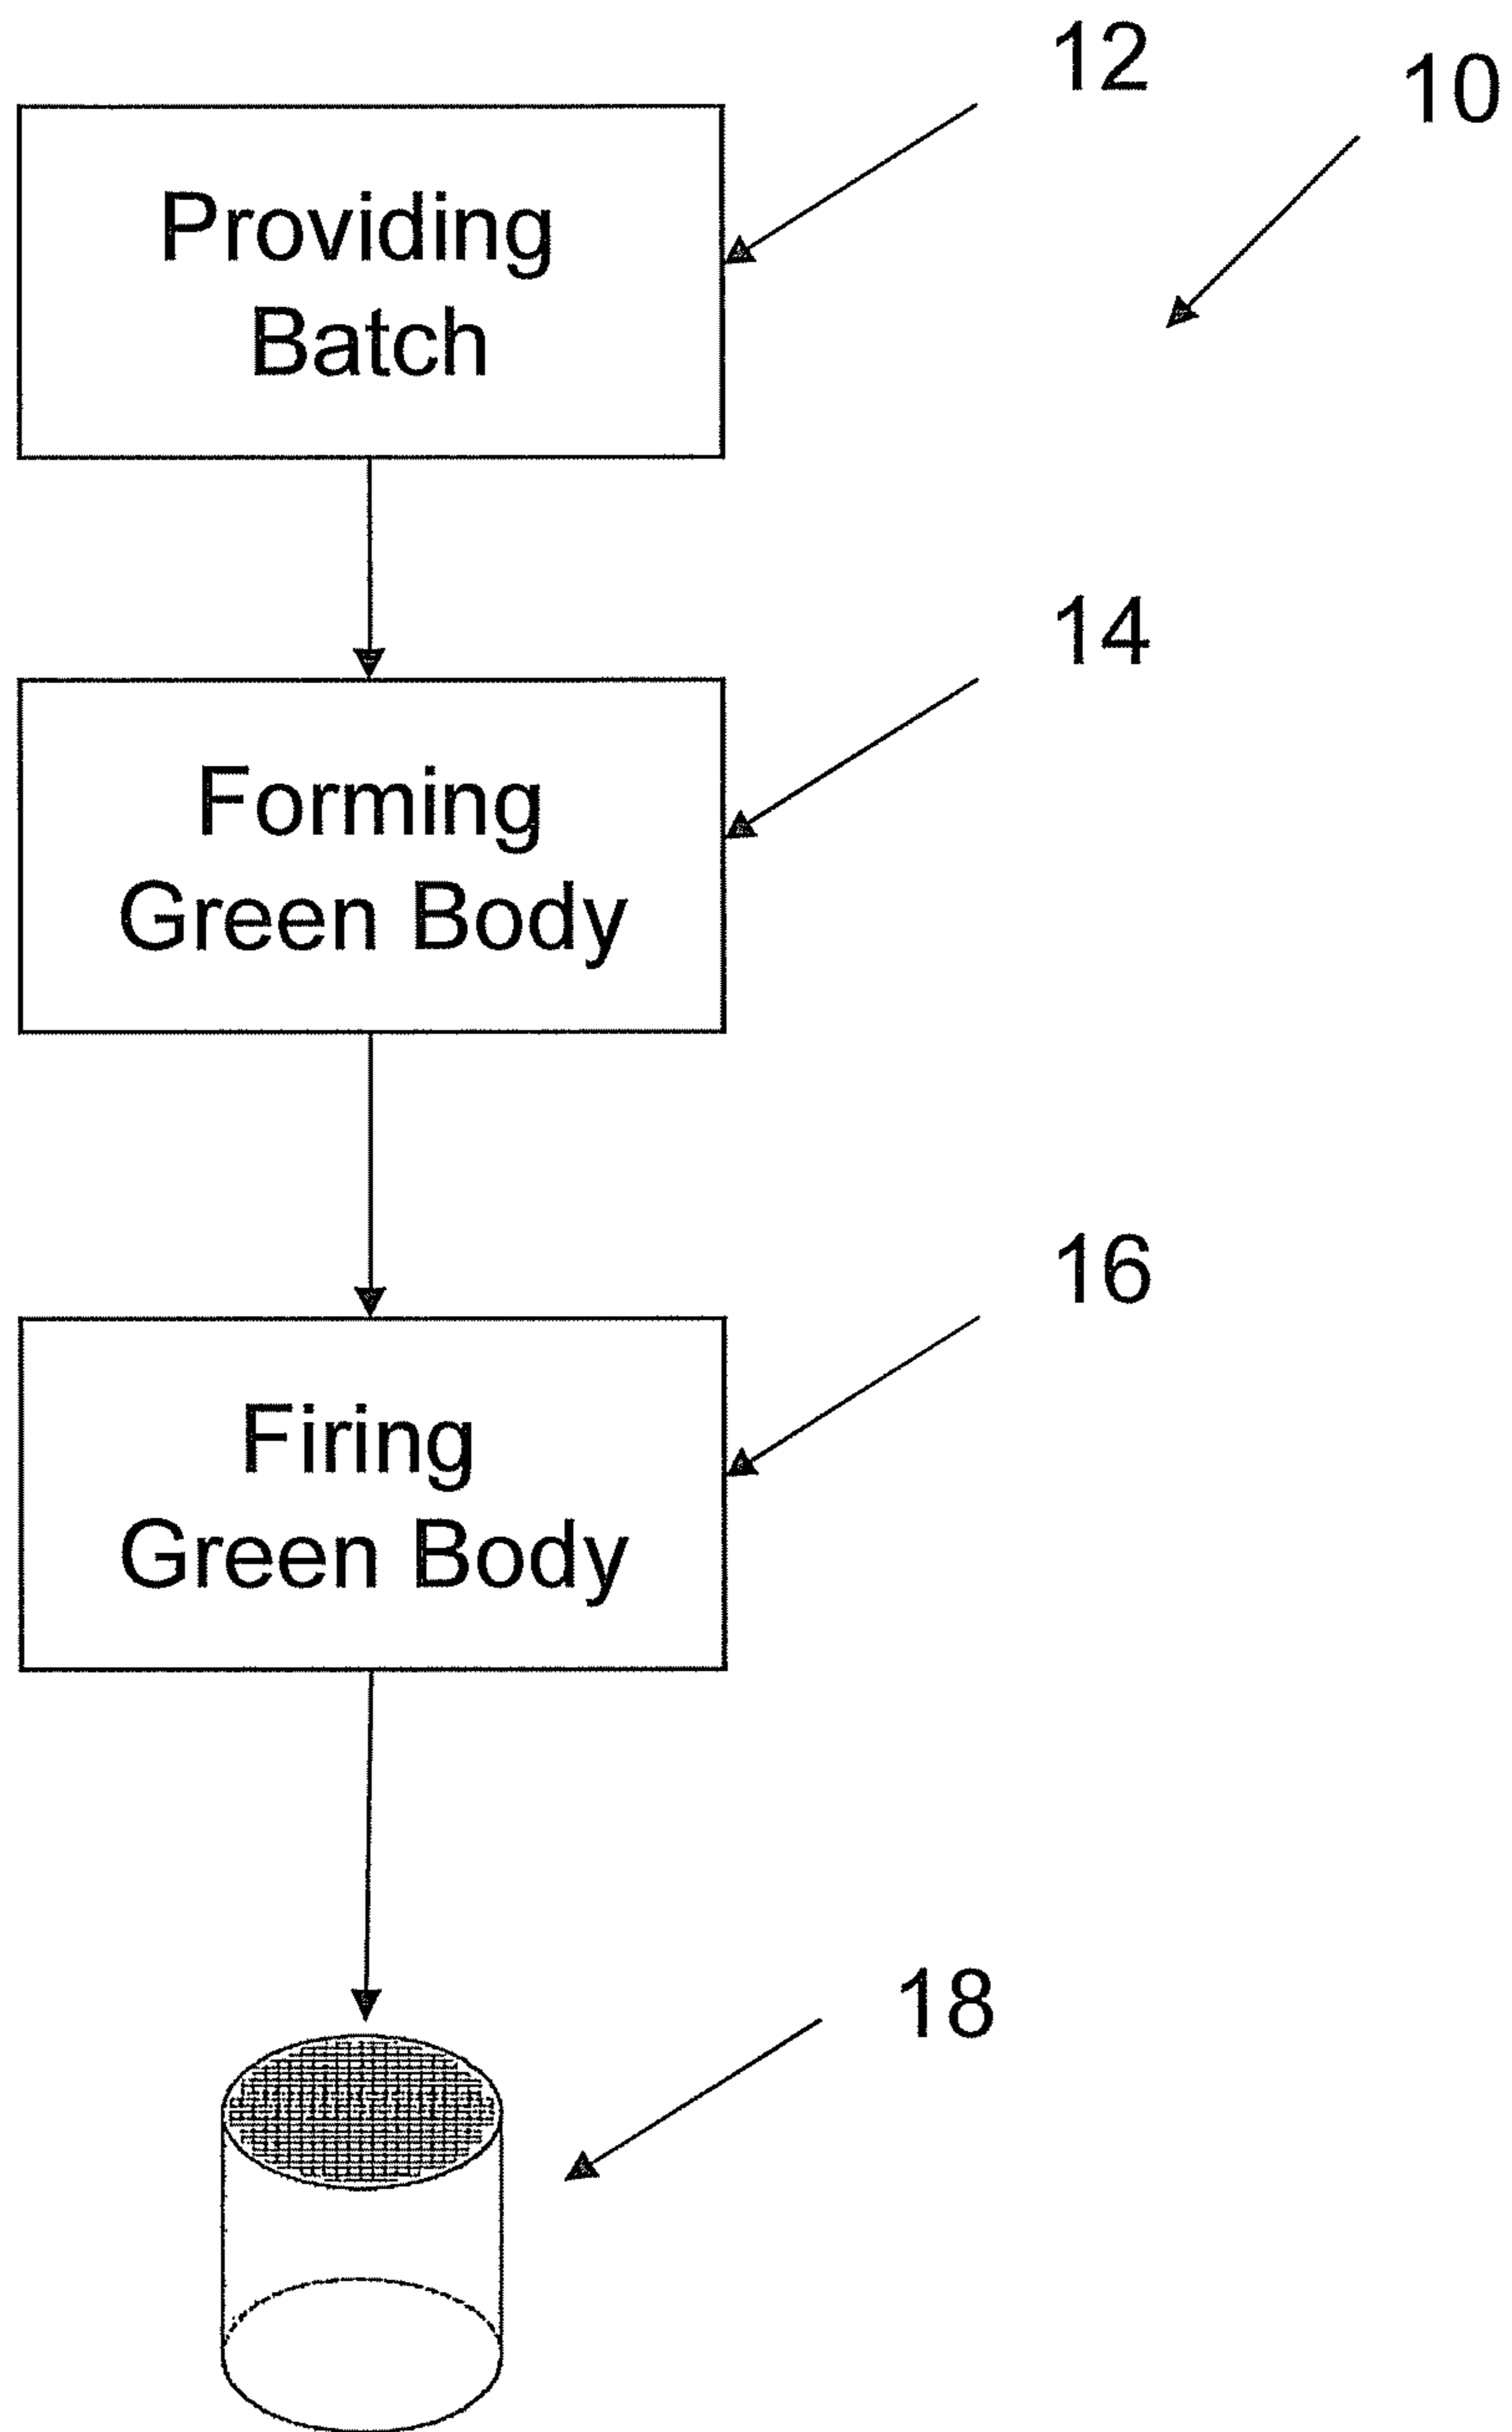 12
10
Providing
Batch
14
Forming
Green Body
16
Firing
Green Body
18